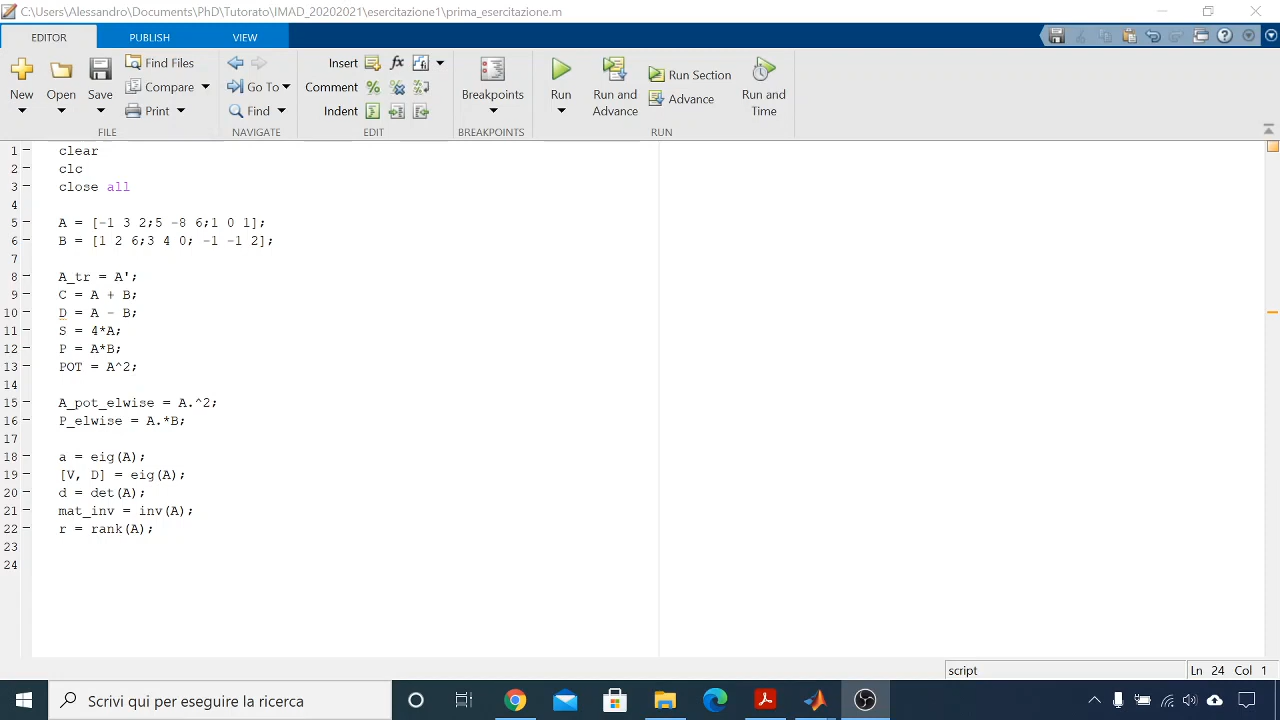 C:\Users\Alessandro\Documents\PhD\Tutorato\IMAD_20202021\esercitazione1\prima_esercitazione.m
EDITOR PUBLISH VIEW
New Open Save Find Files Compare Print
Go To Find
Insert fx
Comment
Indent
Breakpoints
Run Run and Advance Run Section Advance Run and Time
FILE NAVIGATE EDIT BREAKPOINTS RUN
1 clear
2 clc
3 close all
4
5 A = [-1 3 2;5 -8 6;1 0 1];
6 B = [1 2 6;3 4 0; -1 -1 2];
7
8 A_tr = A';
9 C = A + B;
10 D = A - B;
11 S = 4*A;
12 P = A*B;
13 POT = A^2;
14
15 A_pot_elwise = A.^2;
16 P_elwise = A.*B;
17
18 a = eig(A);
19 [V, D] = eig(A);
20 d = det(A);
21 mat_inv = inv(A);
22 r = rank(A);
23
24
script Ln 24 Col 1
Scrivi qui per eseguire la ricerca